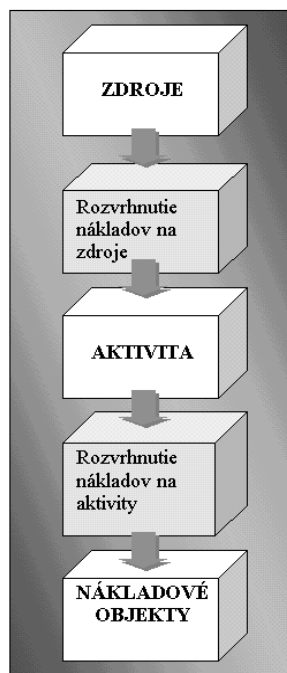 ZDROJE
Rozvrhnutie
nákladov na
zdroje
AKTIVITA
Rozvrhnutie
nákladov na
aktivity
NÁKLADOVÉ
OBJEKTY